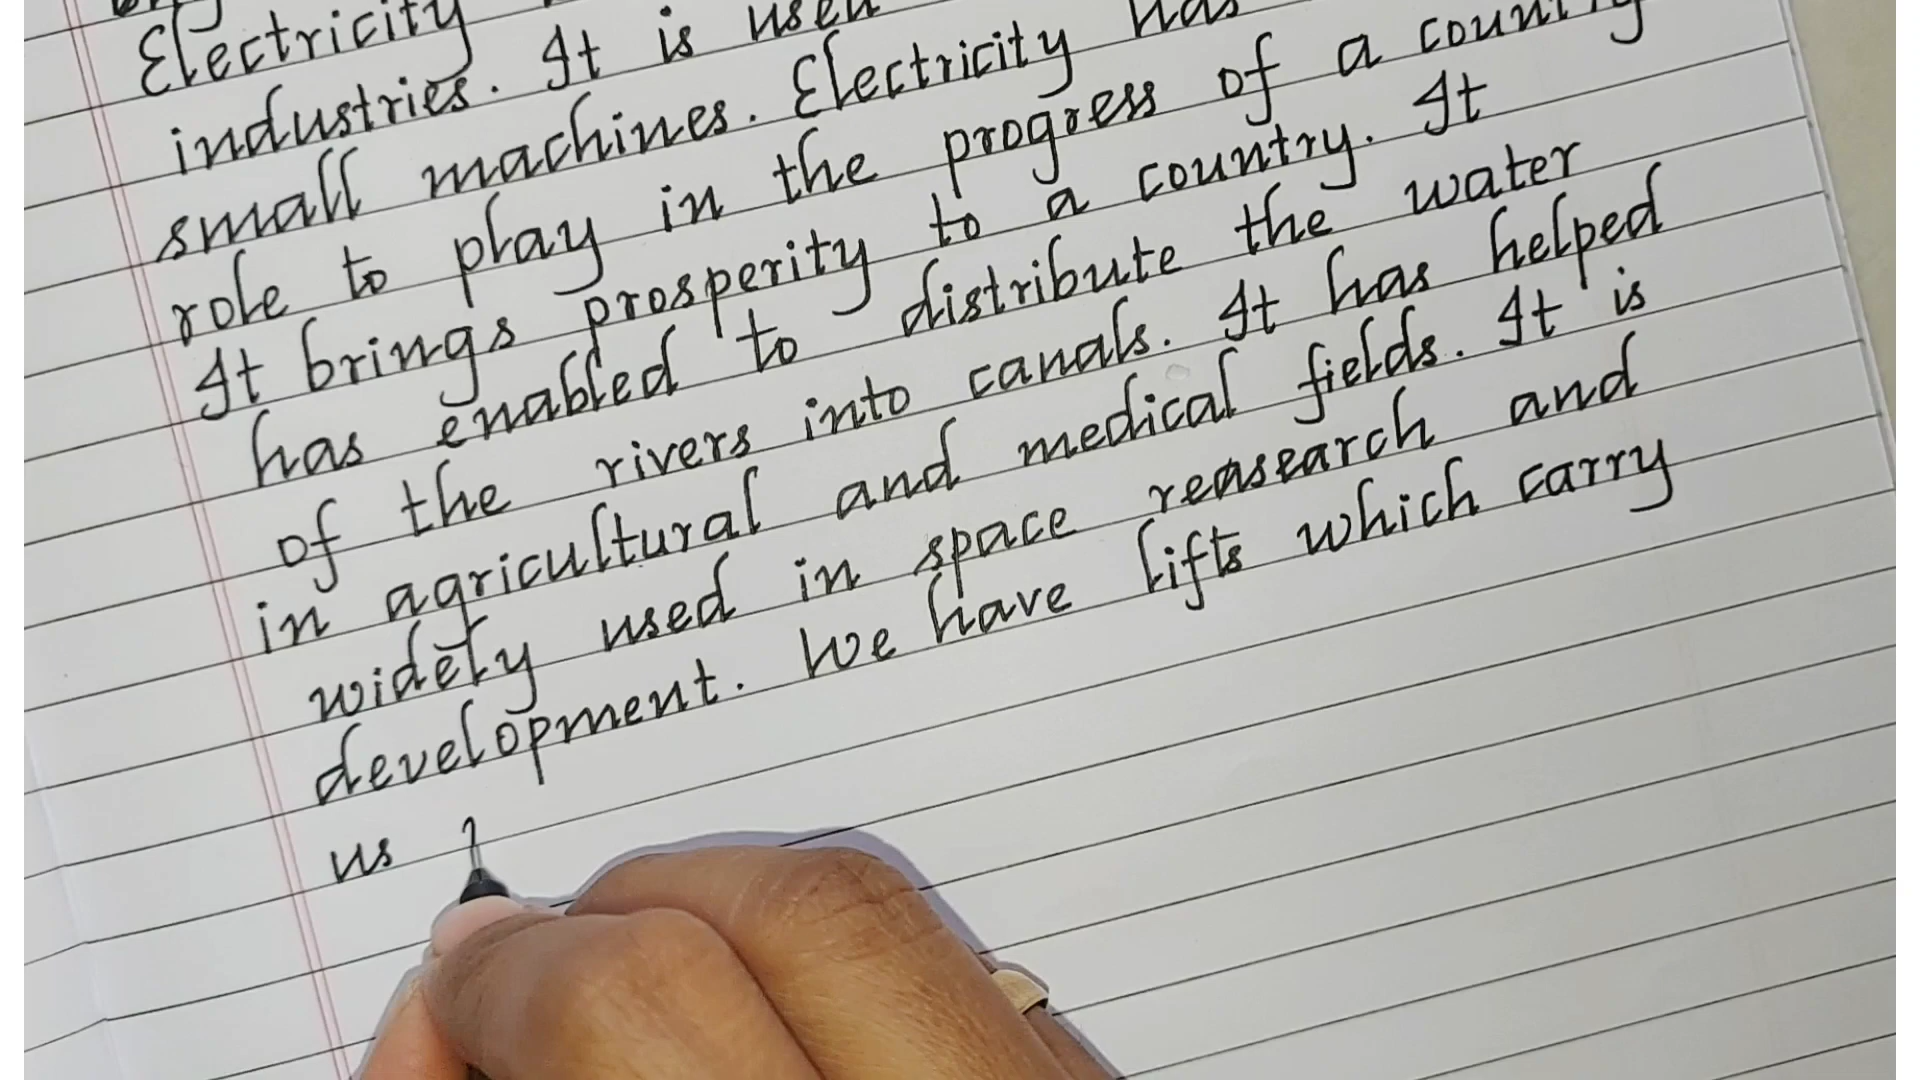 Electricity
industries. It is used
small machines. Electricity has
role to play in the progress of a country
It brings prosperity to a country. It
has enabled to distribute the water
of the rivers into canals. It has helped
in agricultural and medical fields. It is
widely used in space reasearch and
development. We have lifts which carry
us